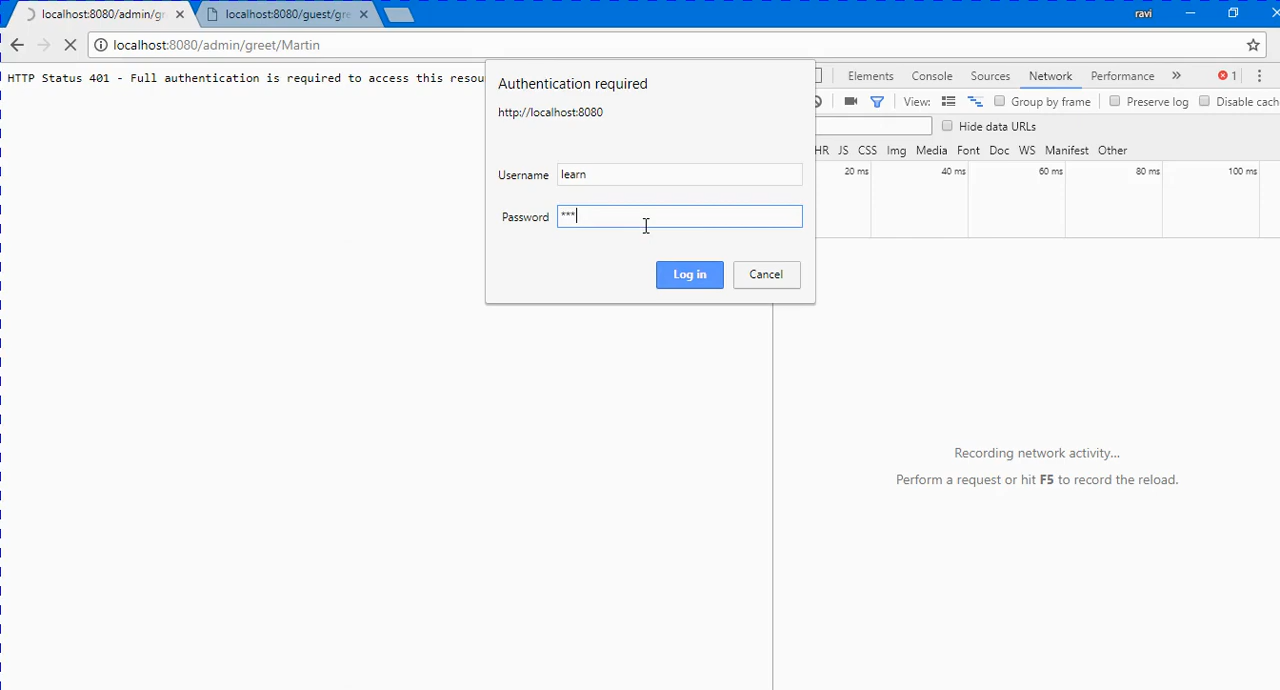 localhost:8080/admin/gr
localhost:8080/guest/gre
ravi
localhost:8080/admin/greet/Martin
HTTP Status 401 - Full authentication is required to access this
Authentication required
http://localhost:8080
Username learn
Password ***
Log in Cancel
Elements Console Sources Network Performance » 1
View: Group by frame Preserve log Disable cach
Hide data URLs
JS CSS Img Media Font Doc WS Manifest Other
20 ms 40 ms 60 ms 80 ms 100 ms
Recording network activity...
Perform a request or hit F5 to record the reload.